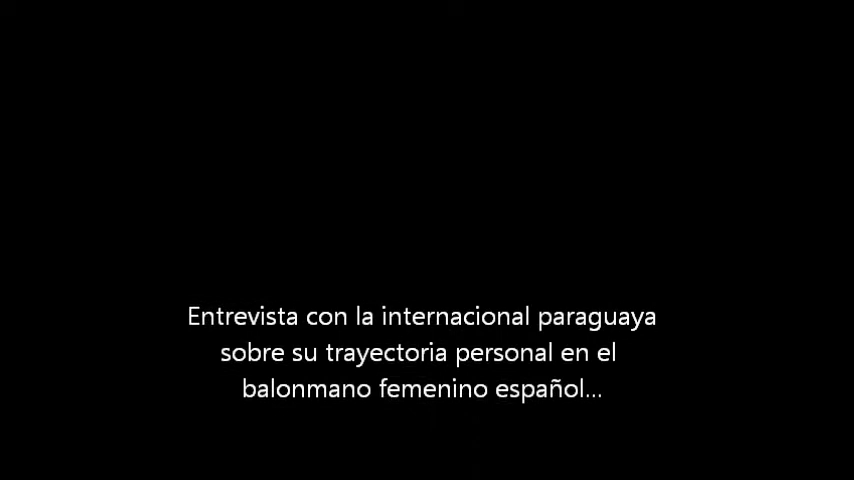 Entrevista con la internacional paraguaya
sobre su trayectoria personal en el
balonmano femenino español...